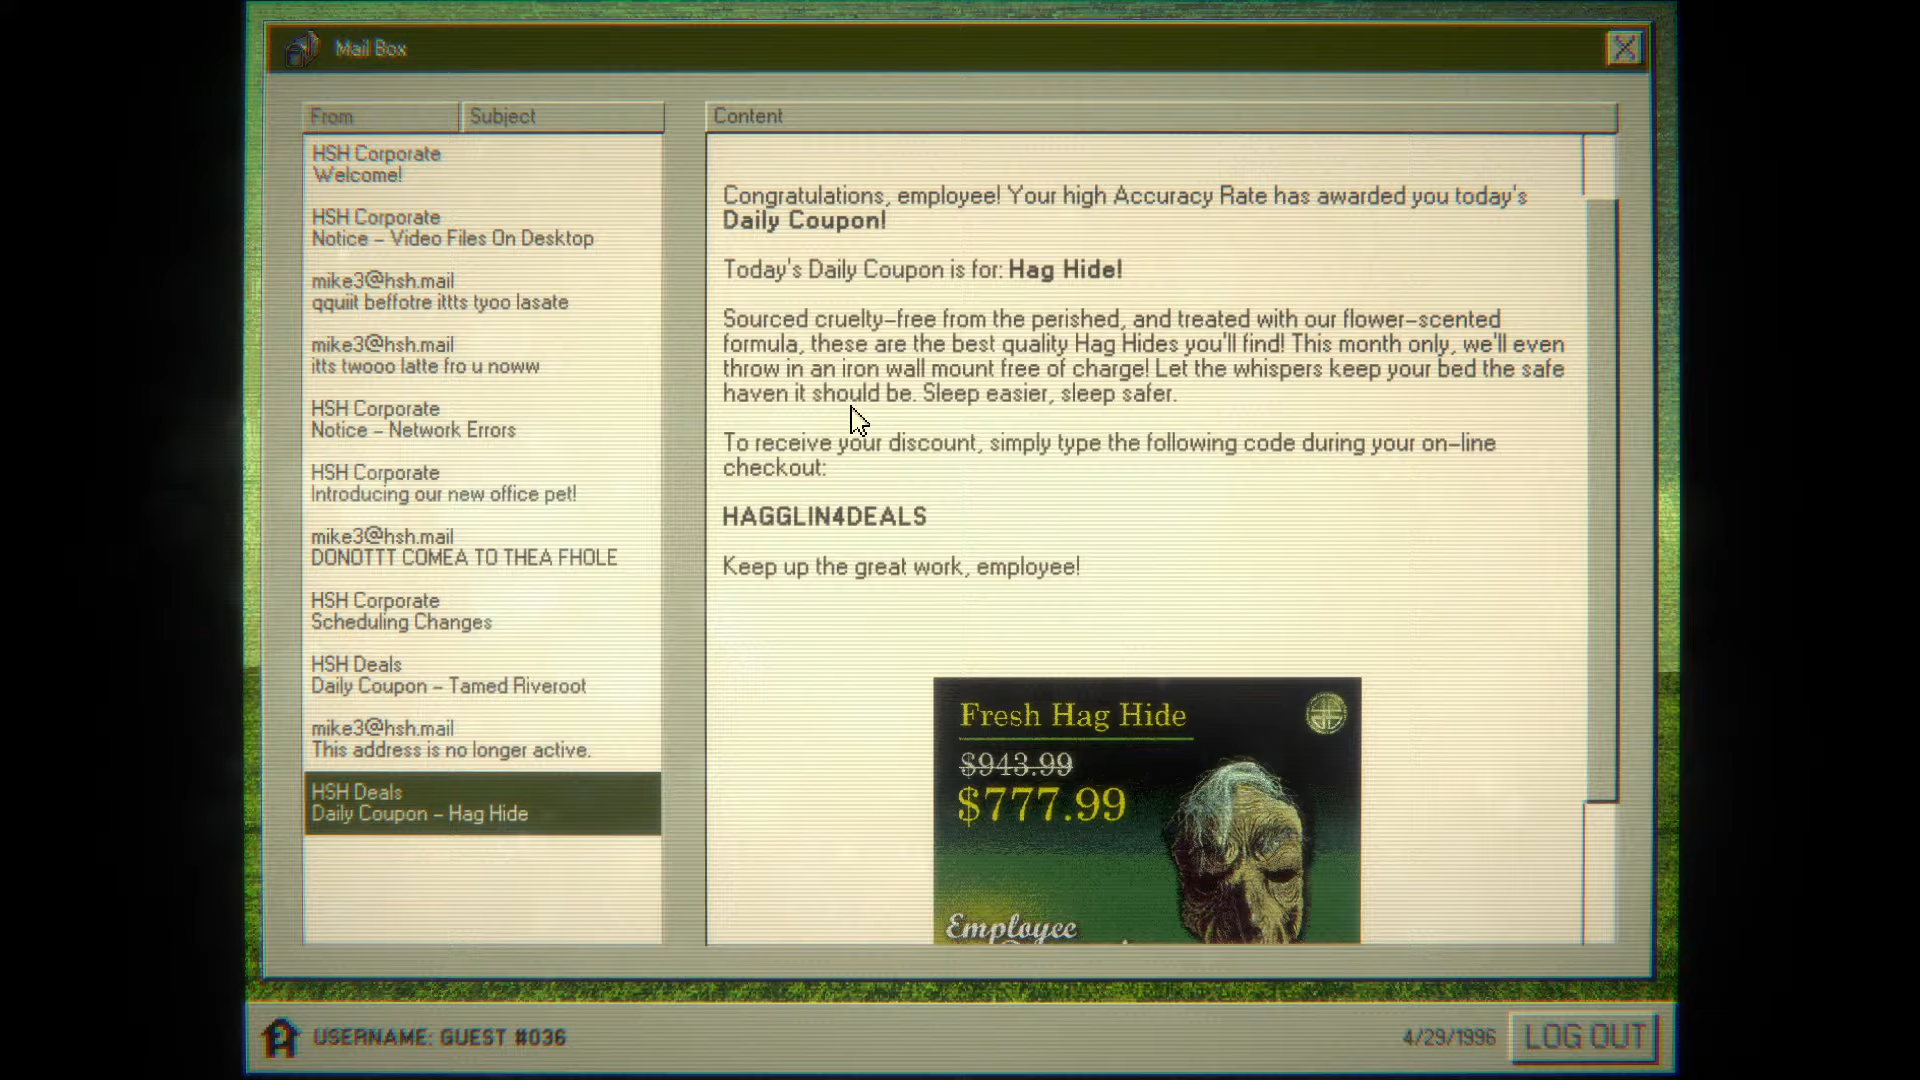 Mail Box
From
Subject
HSH Corporate
Welcome!
HSH Corporate
Notice - Video Files On Desktop
mike3@hsh.mail
qquiit beffotre ittts tyoo lasate
mike3@hsh.mail
itts twooo latte fro u noww
HSH Corporate
Notice - Network Errors
HSH Corporate
Introducing our new office pet!
mike3@hsh.mail
DONOTTT COMEA TO THEA FHOLE
HSH Corporate
Scheduling Changes
HSH Deals
Daily Coupon - Tamed Riveroot
mike3@hsh.mail
This address is no longer active.
HSH Deals
Daily Coupon - Hag Hide
Content
Congratulations, employee! Your high Accuracy Rate has awarded you today's
Daily Coupon!
Today's Daily Coupon is for: Hag Hide!
Sourced cruelty-free from the perished, and treated with our flower-scented
formula, these are the best quality Hag Hides you'll find! This month only, we'll even
throw in an iron wall mount free of charge! Let the whispers keep your bed the safe
haven it should be. Sleep easier, sleep safer.
To receive your discount, simply type the following code during your on-line
checkout:
HAGGLIN4DEALS
Keep up the great work, employee!
Fresh Hag Hide
$943.99
$777.99
Employee
USERNAME: GUEST #036
4/29/1996
LOG OUT